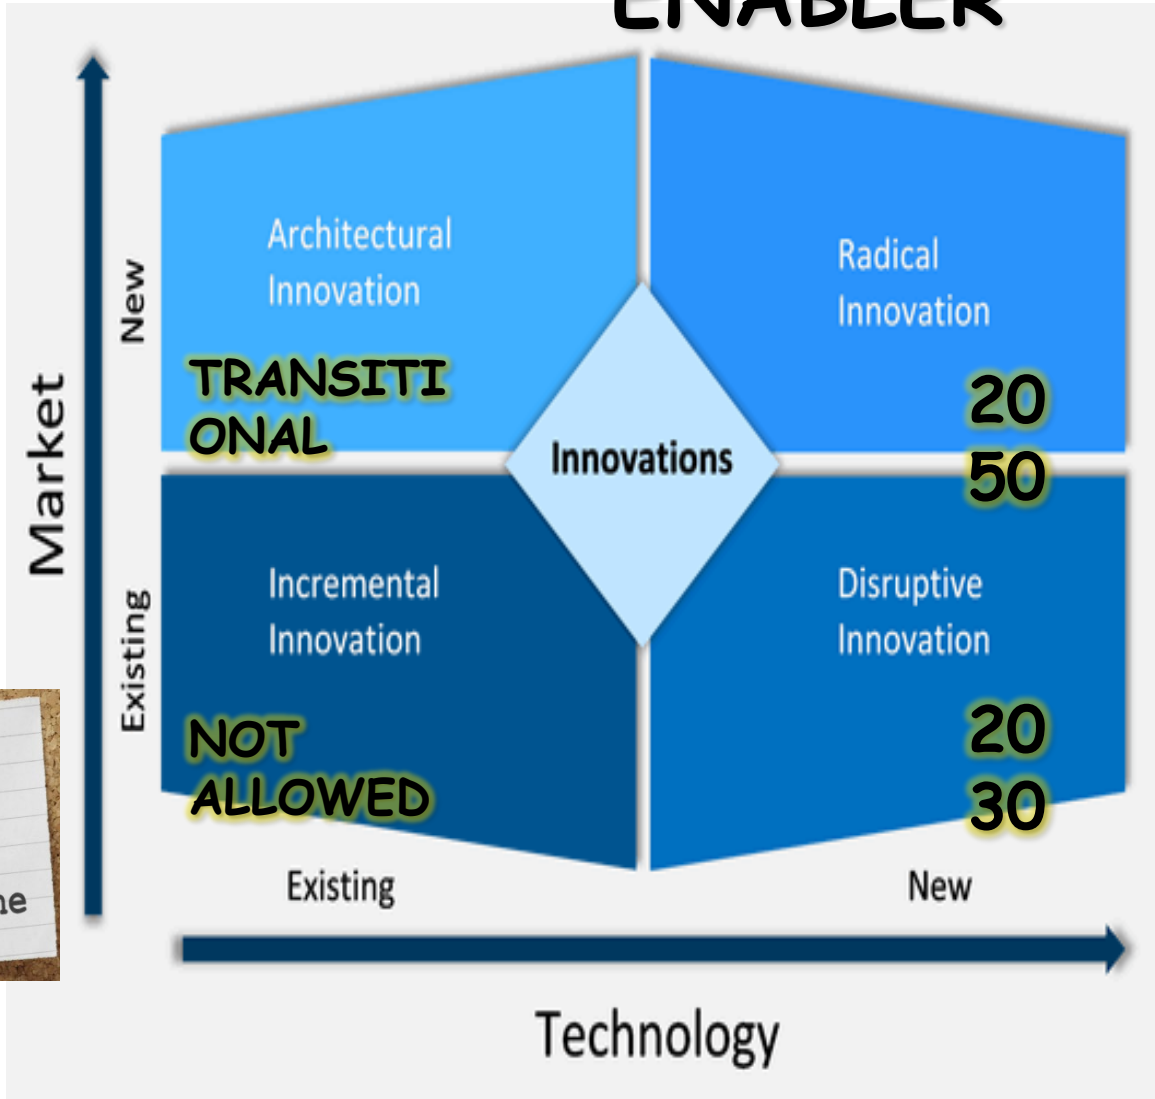 ENABLER
Architectural
Innovation
TRANSITI
ONAL
Radical
Innovation
20
50
New
Market
Innovations
Incremental
Innovation
NOT
ALLOWED
Disruptive
Innovation
20
30
Existing
Existing
New
Technology